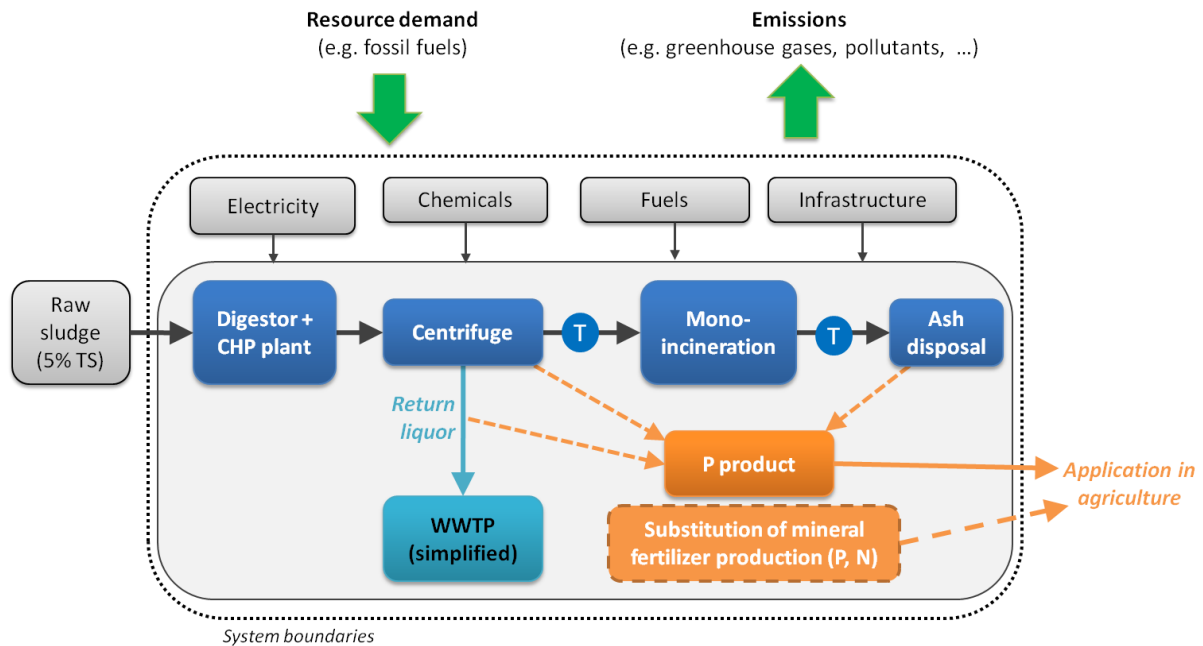 Resource demand
(e.g. fossil fuels)
Emissions
(e.g. greenhouse gases, pollutants, …)
Electricity
Chemicals
Fuels
Infrastructure
Raw
sludge
(5% TS)
Digestor +
CHP plant
Centrifuge
T
Mono-
incineration
T
Ash
disposal
Return
liquor
P product
Application in
agriculture
WWTP
(simplified)
Substitution of mineral
fertilizer production (P, N)
System boundaries